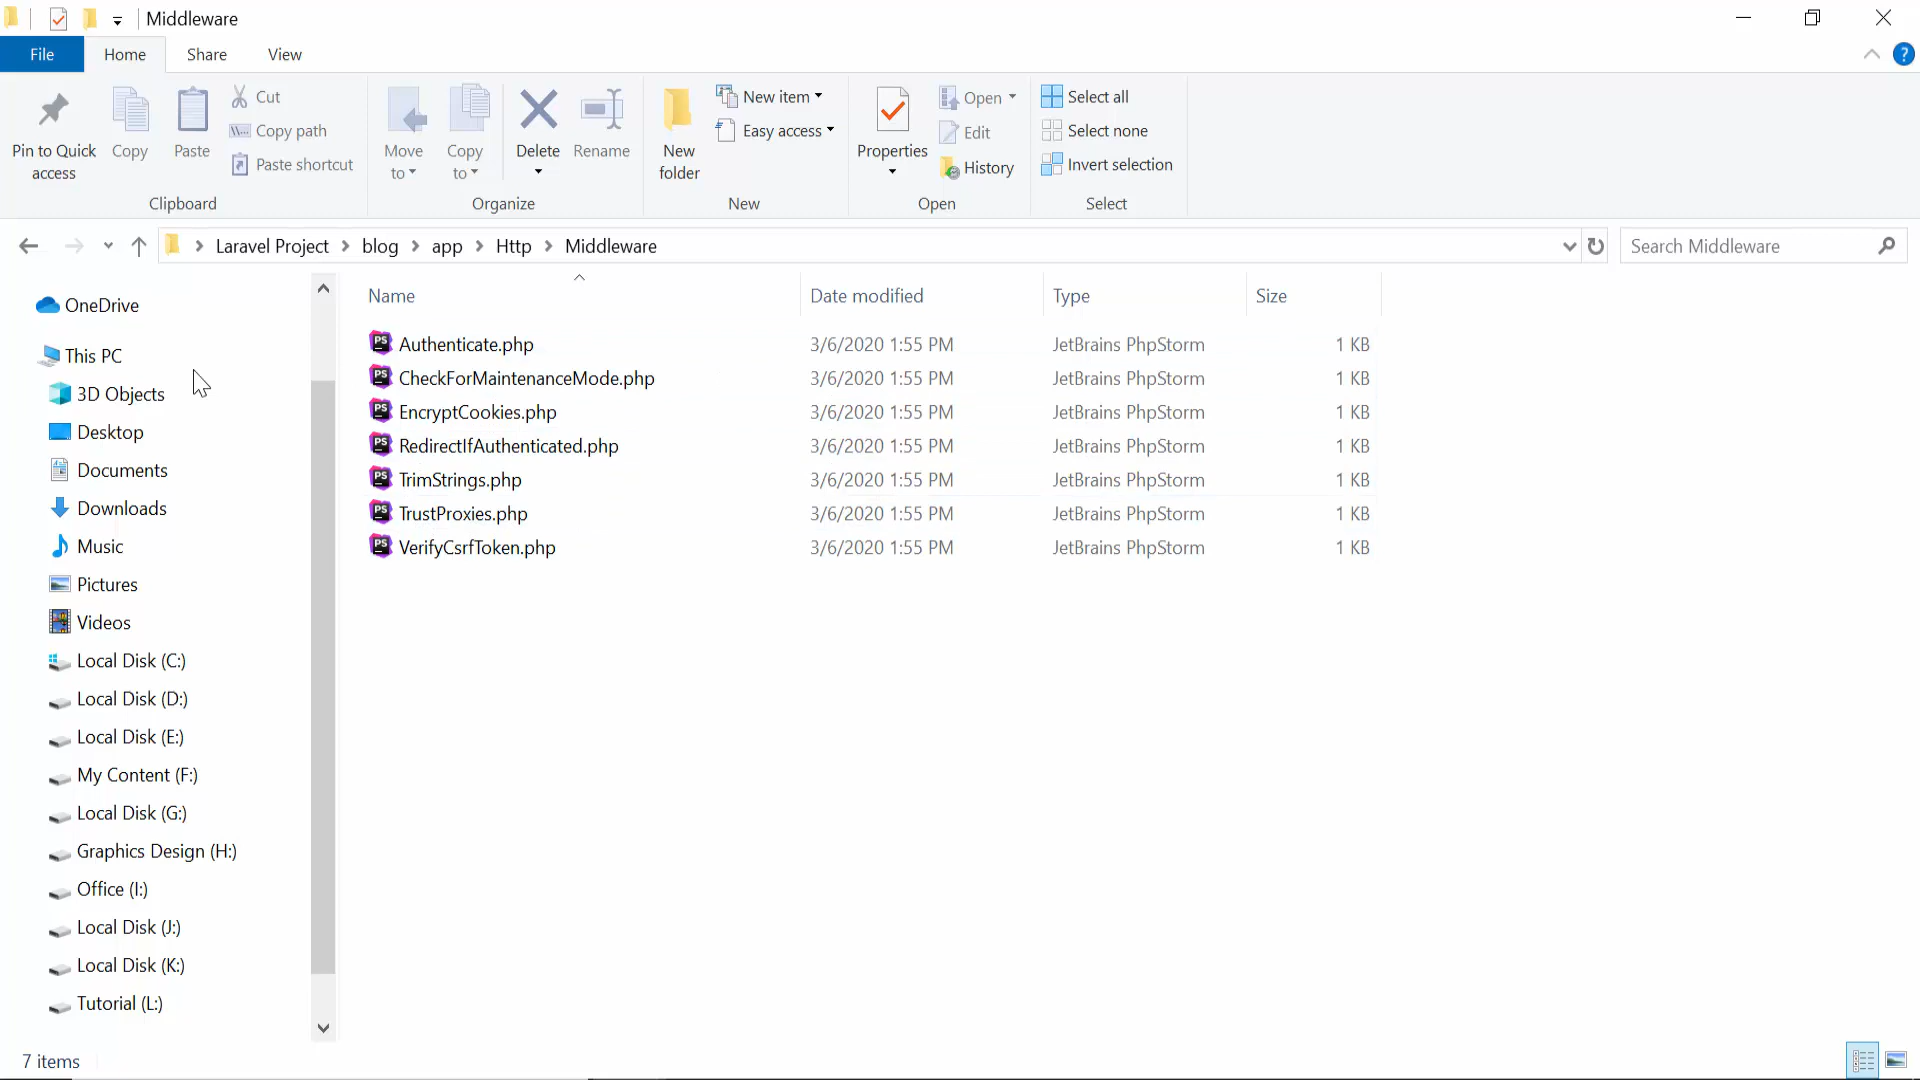 Middleware
File Home Share View
Pin to Quick access
Copy
Paste
Cut
Copy path
Paste shortcut
Clipboard
Move to
Copy to
Delete
Rename
Organize
New folder
New item
Easy access
New
Properties
Open
Edit
History
Open
Select all
Select none
Invert selection
Select
Laravel Project blog app Http Middleware
Search Middleware
OneDrive
This PC
3D Objects
Desktop
Documents
Downloads
Music
Pictures
Videos
Local Disk (C:)
Local Disk (D:)
Local Disk (E:)
My Content (F:)
Local Disk (G:)
Graphics Design (H:)
Office (I:)
Local Disk (J:)
Local Disk (K:)
Tutorial (L:)
Name Date modified Type Size
Authenticate.php 3/6/2020 1:55 PM JetBrains PhpStorm 1 KB
CheckForMaintenanceMode.php 3/6/2020 1:55 PM JetBrains PhpStorm 1 KB
EncryptCookies.php 3/6/2020 1:55 PM JetBrains PhpStorm 1 KB
RedirectIfAuthenticated.php 3/6/2020 1:55 PM JetBrains PhpStorm 1 KB
TrimStrings.php 3/6/2020 1:55 PM JetBrains PhpStorm 1 KB
TrustProxies.php 3/6/2020 1:55 PM JetBrains PhpStorm 1 KB
VerifyCsrfToken.php 3/6/2020 1:55 PM JetBrains PhpStorm 1 KB
7 items